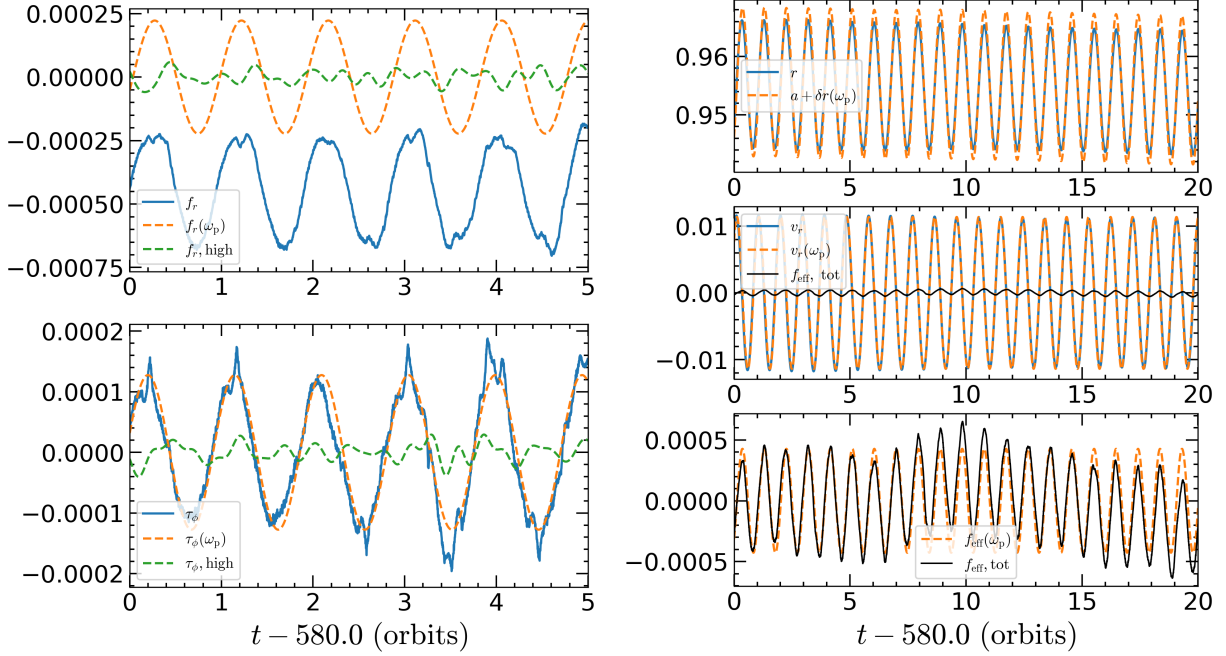 0.00025
0.00000
−0.00025
−0.00050
−0.00075
f_r
f_r(ω_p)
f_r, high
0 1 2 3 4 5
0.0002
0.0001
0.0000
−0.0001
−0.0002
τ_ϕ
τ_ϕ(ω_p)
τ_ϕ, high
0 1 2 3 4 5
t − 580.0 (orbits)
0.96
0.95
r
a + δr(ω_p)
0 5 10 15 20
0.01
0.00
−0.01
v_r
v_r(ω_p)
f_eff, tot
0 5 10 15 20
0.0005
0.0000
−0.0005
f_eff(ω_p)
f_eff, tot
0 5 10 15 20
t − 580.0 (orbits)